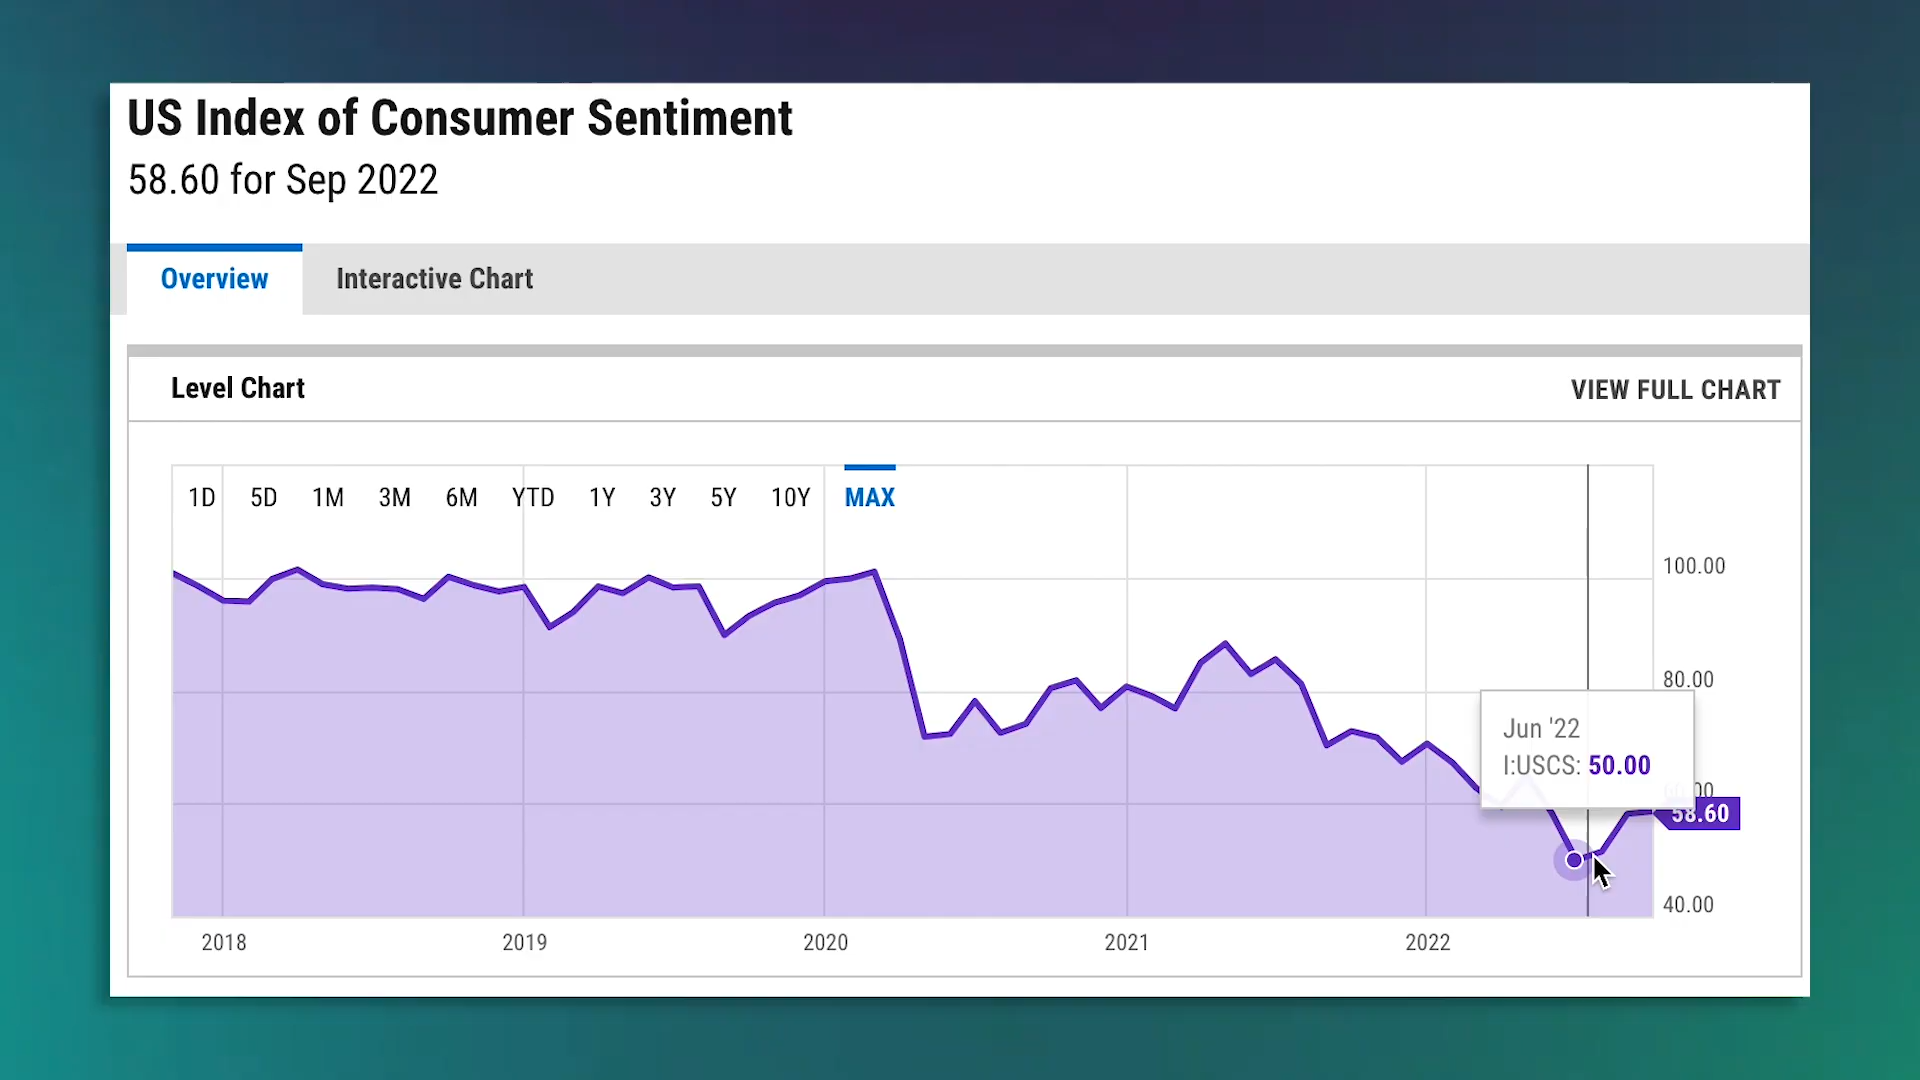 US Index of Consumer Sentiment
58.60 for Sep 2022
Overview Interactive Chart
Level Chart VIEW FULL CHART
1D 5D 1M 3M 6M YTD 1Y 3Y 5Y 10Y MAX
100.00
80.00
Jun '22
I:USCS: 50.00
60.00
58.60
40.00
2018 2019 2020 2021 2022